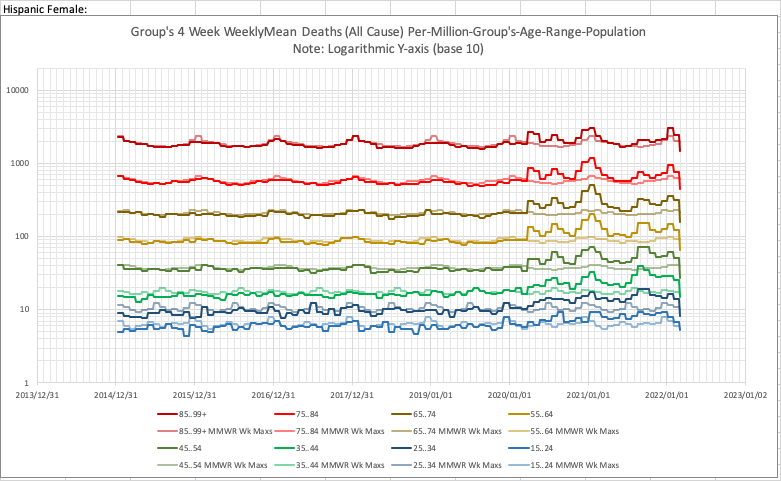 Hispanic Female:
Group's 4 Week WeeklyMean Deaths (All Cause) Per-Million-Group's-Age-Range-Population
Note: Logarithmic Y-axis (base 10)
10000
1000
100
10
1
2013/12/31 2014/12/31 2015/12/31 2016/12/31 2017/12/31 2019/01/01 2020/01/01 2021/01/01 2022/01/01 2023/01/02
85..99+ 75..84 65..74 55..64
85..99+ MMWR Wk Maxs 75..84 MMWR Wk Maxs 65..74 MMWR Wk Maxs 55..64 MMWR Wk Maxs
45..54 35..44 25..34 15..24
45..54 MMWR Wk Maxs 35..44 MMWR Wk Maxs 25..34 MMWR Wk Maxs 15..24 MMWR Wk Maxs